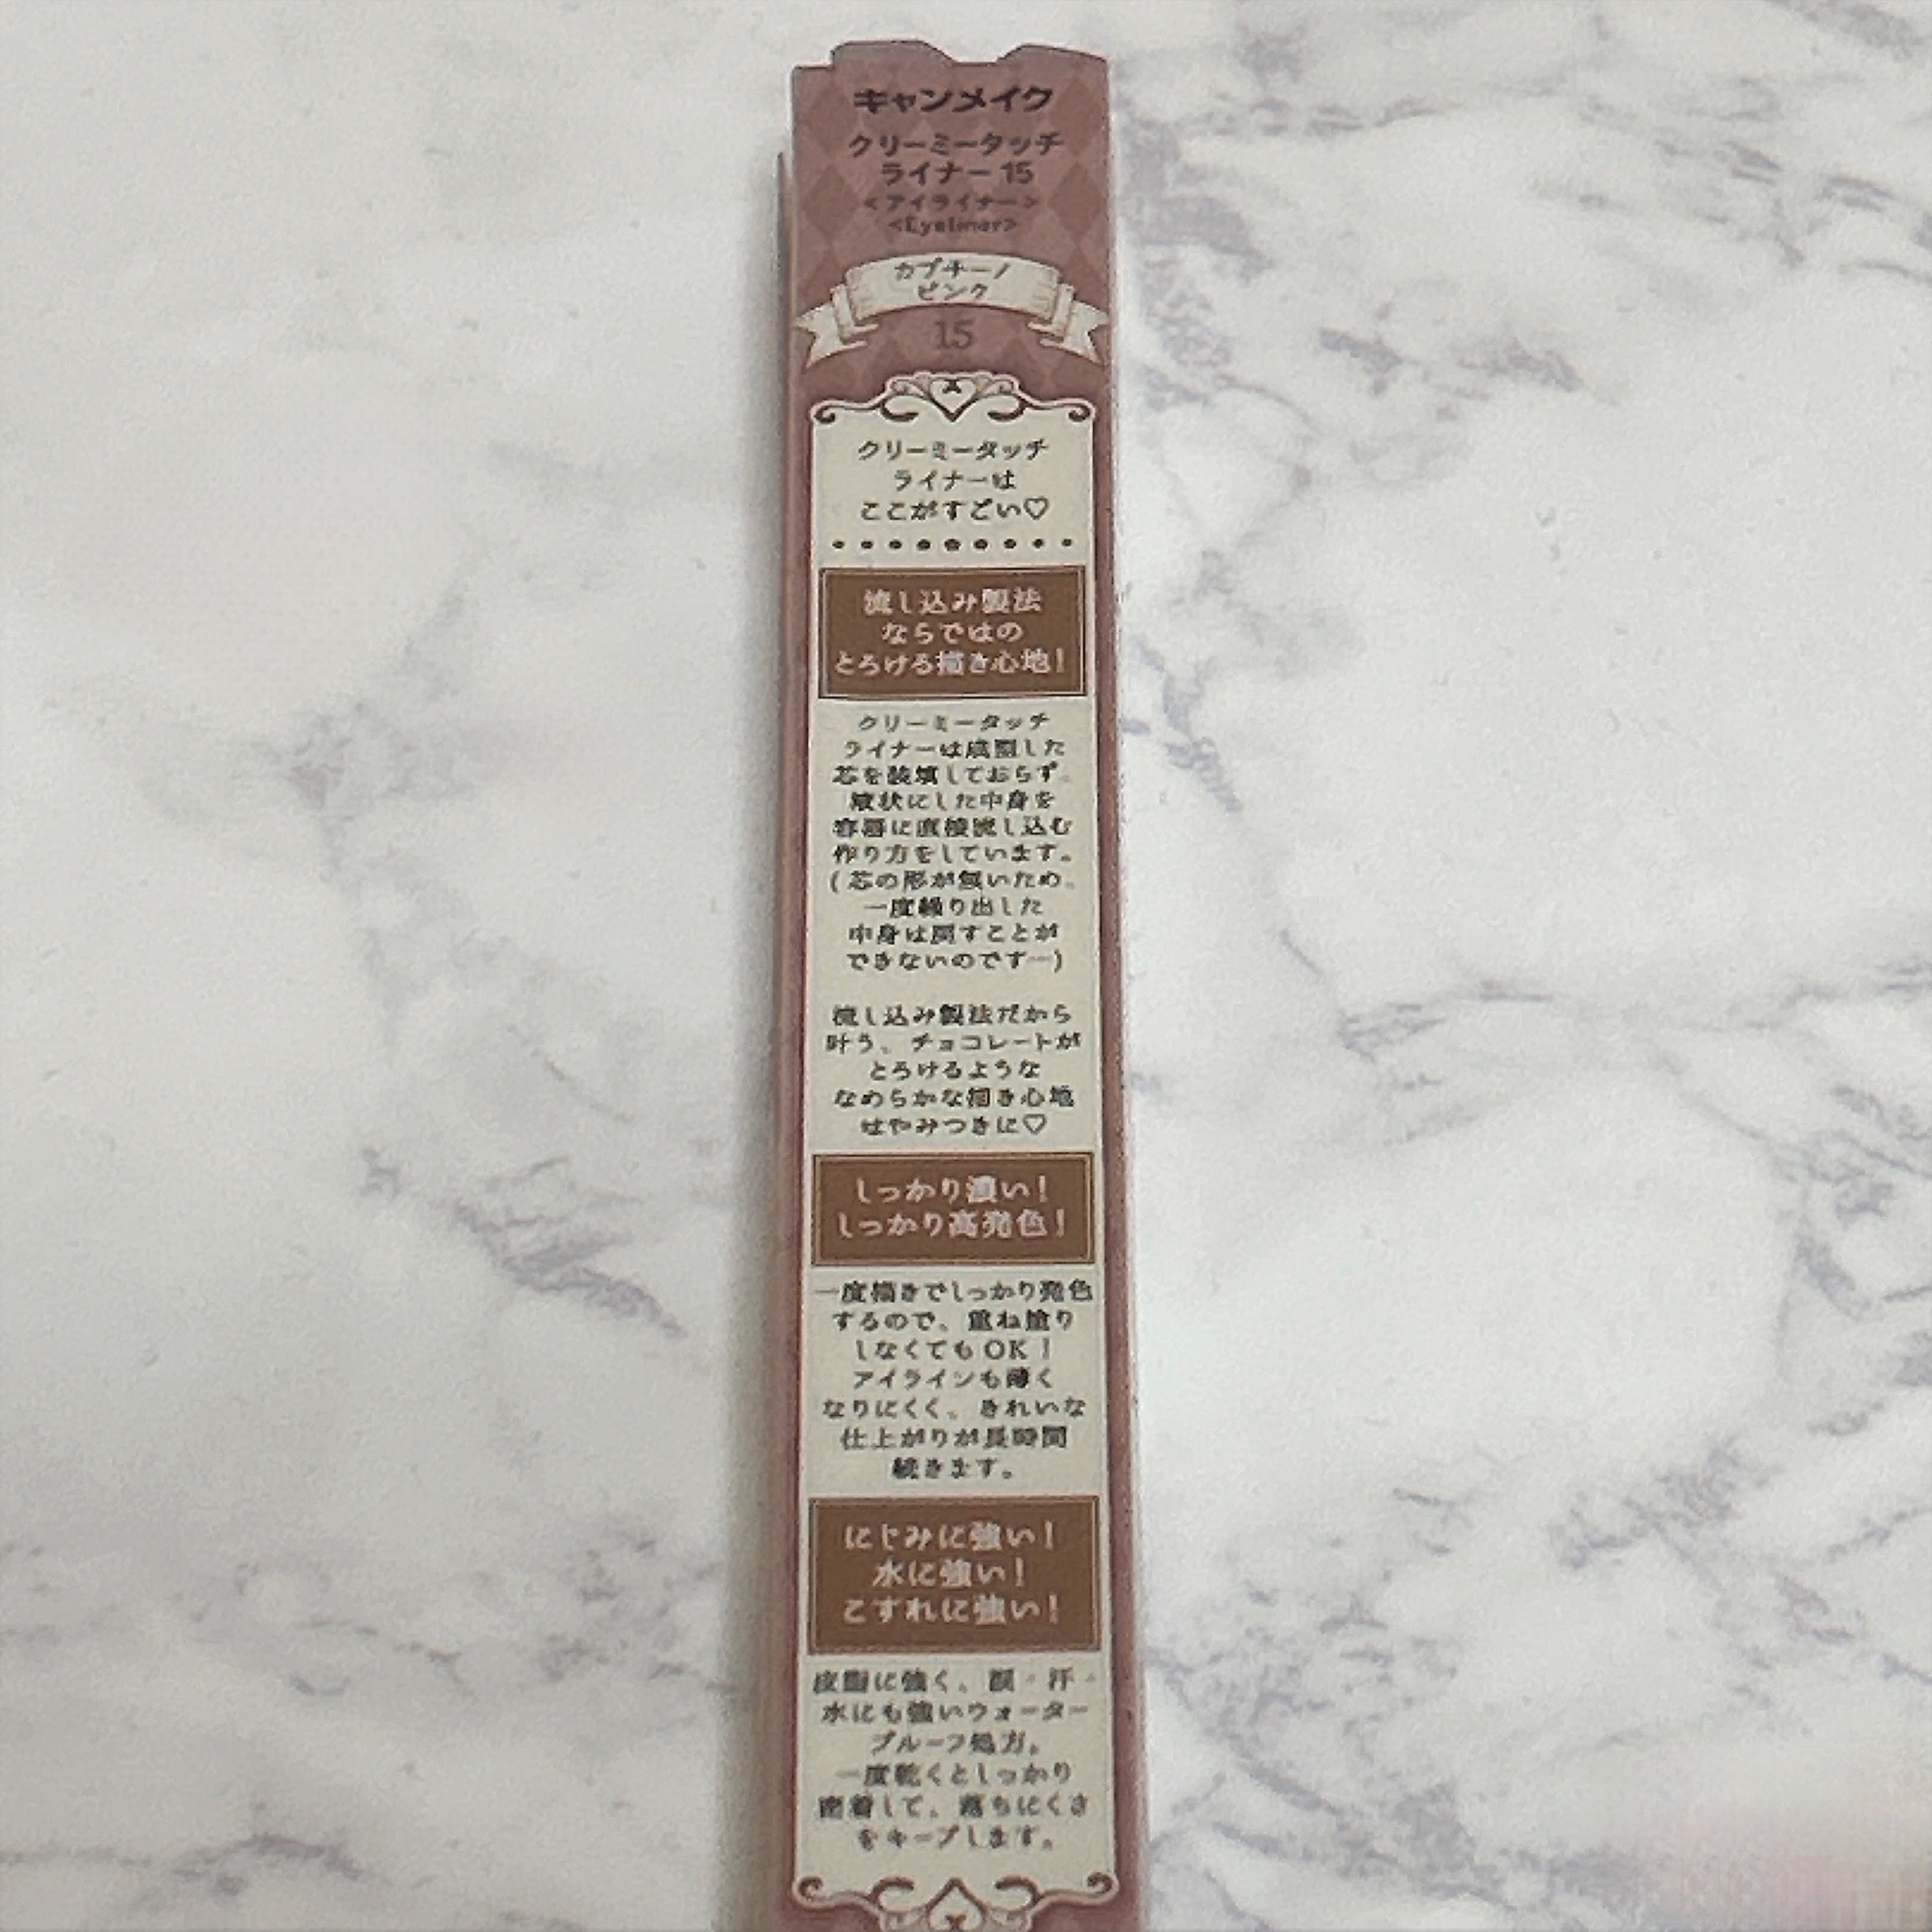 キャンメイク
クリーミータッチ
ライナー 15
<アイライナー>
<Eyeliner>
カプチーノ
ピンク
15
クリーミータッチ
ライナーは
ここがすごい♡
流し込み製法
ならではの
とろける描き心地！
クリーミータッチ
ライナーは成型した
芯を装填しておらず、
液状にした中身を
容器に直接流し込む
作り方をしています。
(芯の形が無いため、
一度繰り出した
中身は戻すことが
できないのです…)
流し込み製法だから
叶う、チョコレートが
とろけるような
なめらかな描き心地
はやみつきに♡
しっかり濃い！
しっかり高発色！
一度描きでしっかり発色
するので、重ね塗り
しなくてもOK！
アイラインも薄く
なりにくく、きれいな
仕上がりが長時間
続きます。
にじみに強い！
水に強い！
こすれに強い！
皮脂に強く、涙・汗・
水にも強いウォーター
プルーフ処方。
一度乾くとしっかり
密着して、落ちにくさ
をキープします。